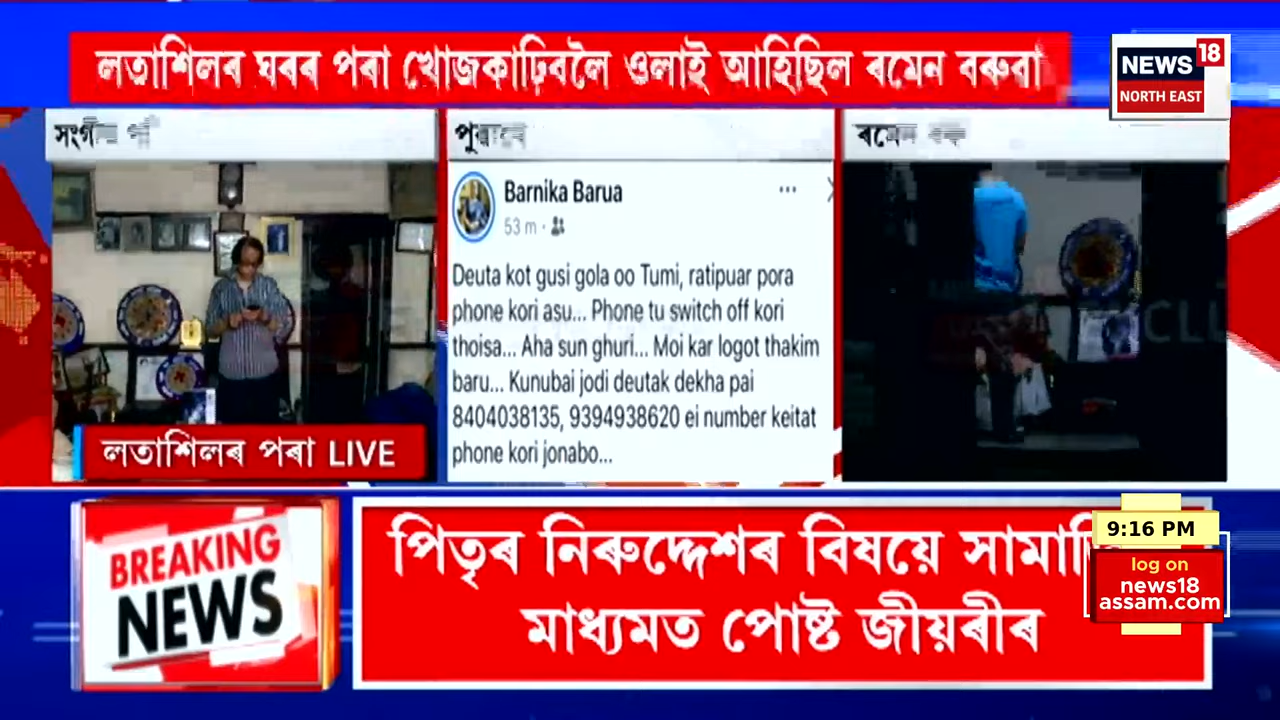 লতাশিলৰ ঘৰৰ পৰা খোজকাঢ়িবলৈ ওলাই আহিছিল ৰমেন বৰুৱা
NEWS 18
NORTH EAST
ৰমেন
Barnika Barua
53 m
Deuta kot gusi gola oo Tumi, ratipuar pora
phone kori asu... Phone tu switch off kori
thoisa... Aha sun ghuri... Moi kar logot thakim
baru... Kunubai jodi deutak dekha pai
8404038135, 9394938620 ei number keitat
phone kori jonabo...
লতাশিলৰ পৰা LIVE
BREAKING
NEWS
পিতৃৰ নিৰুদ্দেশৰ বিষয়ে
মাধ্যমত পোষ্ট জীয়ৰীৰ
9:16 PM
log on
news18
assam.com